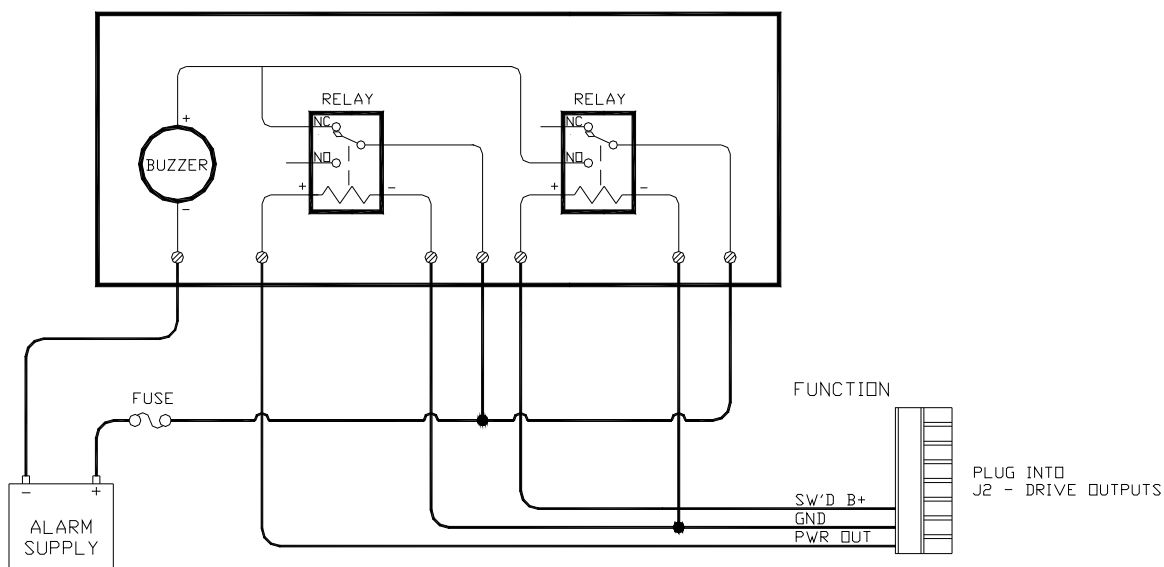 RELAY
RELAY
+
NC
NC
BUZZER
NO
NO
+
-
+
-
-
FUNCTION
FUSE
PLUG INTO
J2 - DRIVE OUTPUTS
- +
SW'D B+
ALARM
SUPPLY
GND
PWR OUT